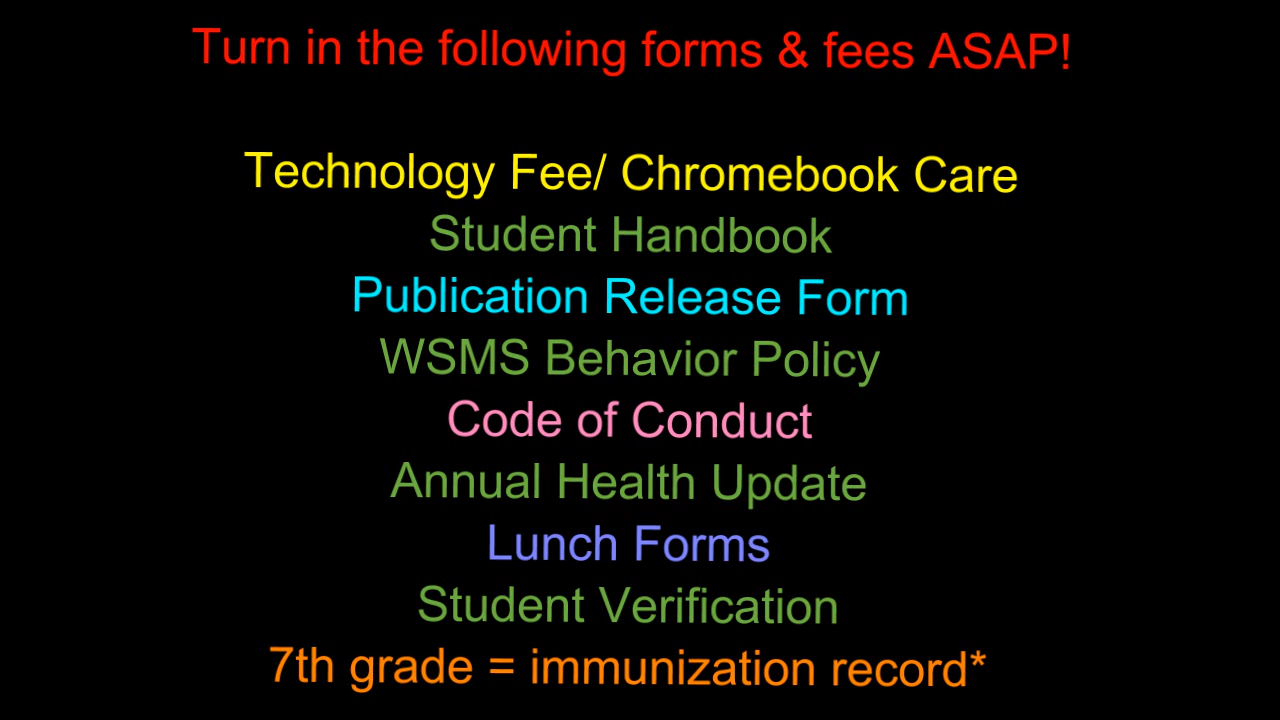 Turn in the following forms & fees ASAP!
Technology Fee/ Chromebook Care
Student Handbook
Publication Release Form
WSMS Behavior Policy
Code of Conduct
Annual Health Update
Lunch Forms
Student Verification
7th grade = immunization record*